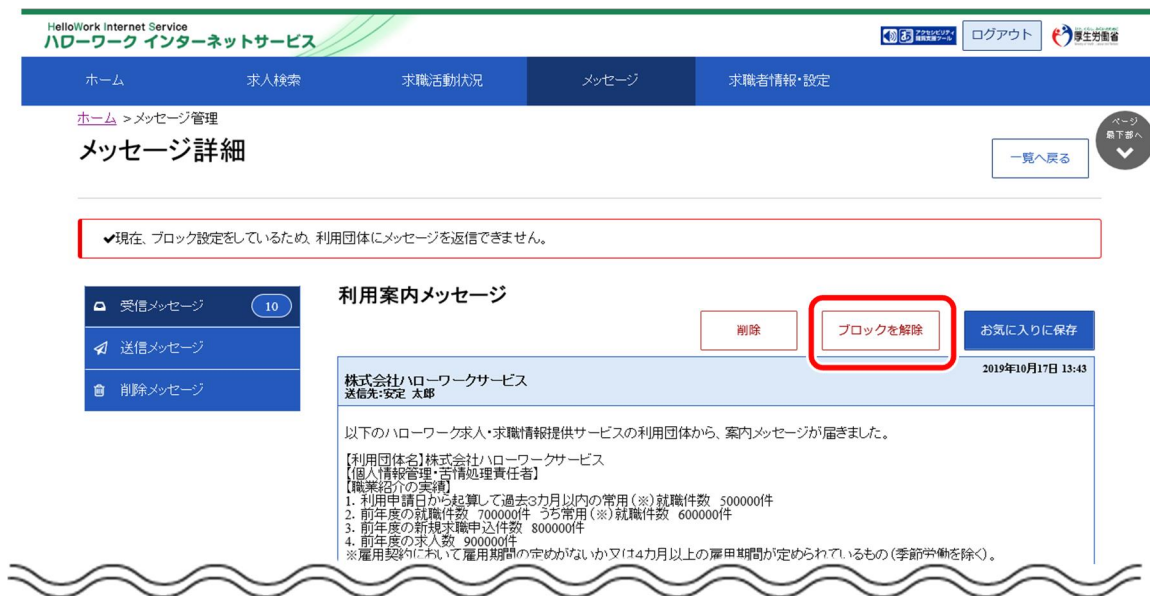 HelloWork Internet Service
ハローワーク インターネットサービス
アクセシビリティ
閲覧支援ツール
ログアウト
厚生労働省
ホーム
求人検索
求職活動状況
メッセージ
求職者情報・設定
ホーム >メッセージ管理
ページ
最下部へ
メッセージ詳細
一覧へ戻る
✔現在、ブロック設定をしているため、利用団体にメッセージを返信できません。
受信メッセージ 10
送信メッセージ
削除メッセージ
利用案内メッセージ
削除
ブロックを解除
お気に入りに保存
株式会社ハローワークサービス
2019年10月17日 13:43
送信先:安定 太郎
以下のハローワーク求人・求職情報提供サービスの利用団体から、案内メッセージが届きました。
【利用団体名】株式会社ハローワークサービス
【個人情報管理・苦情処理責任者】
【職業紹介の実績】
1. 利用申請日から起算して過去3カ月以内の常用(※)就職件数 500000件
2. 前年度の就職件数 700000件 うち常用(※)就職件数 600000件
3. 前年度の新規求職申込件数 800000件
4. 前年度の求人数 900000件
※雇用契約において雇用期間の定めがないか又は4カ月以上の雇用期間が定められているもの(季節労働を除く)。